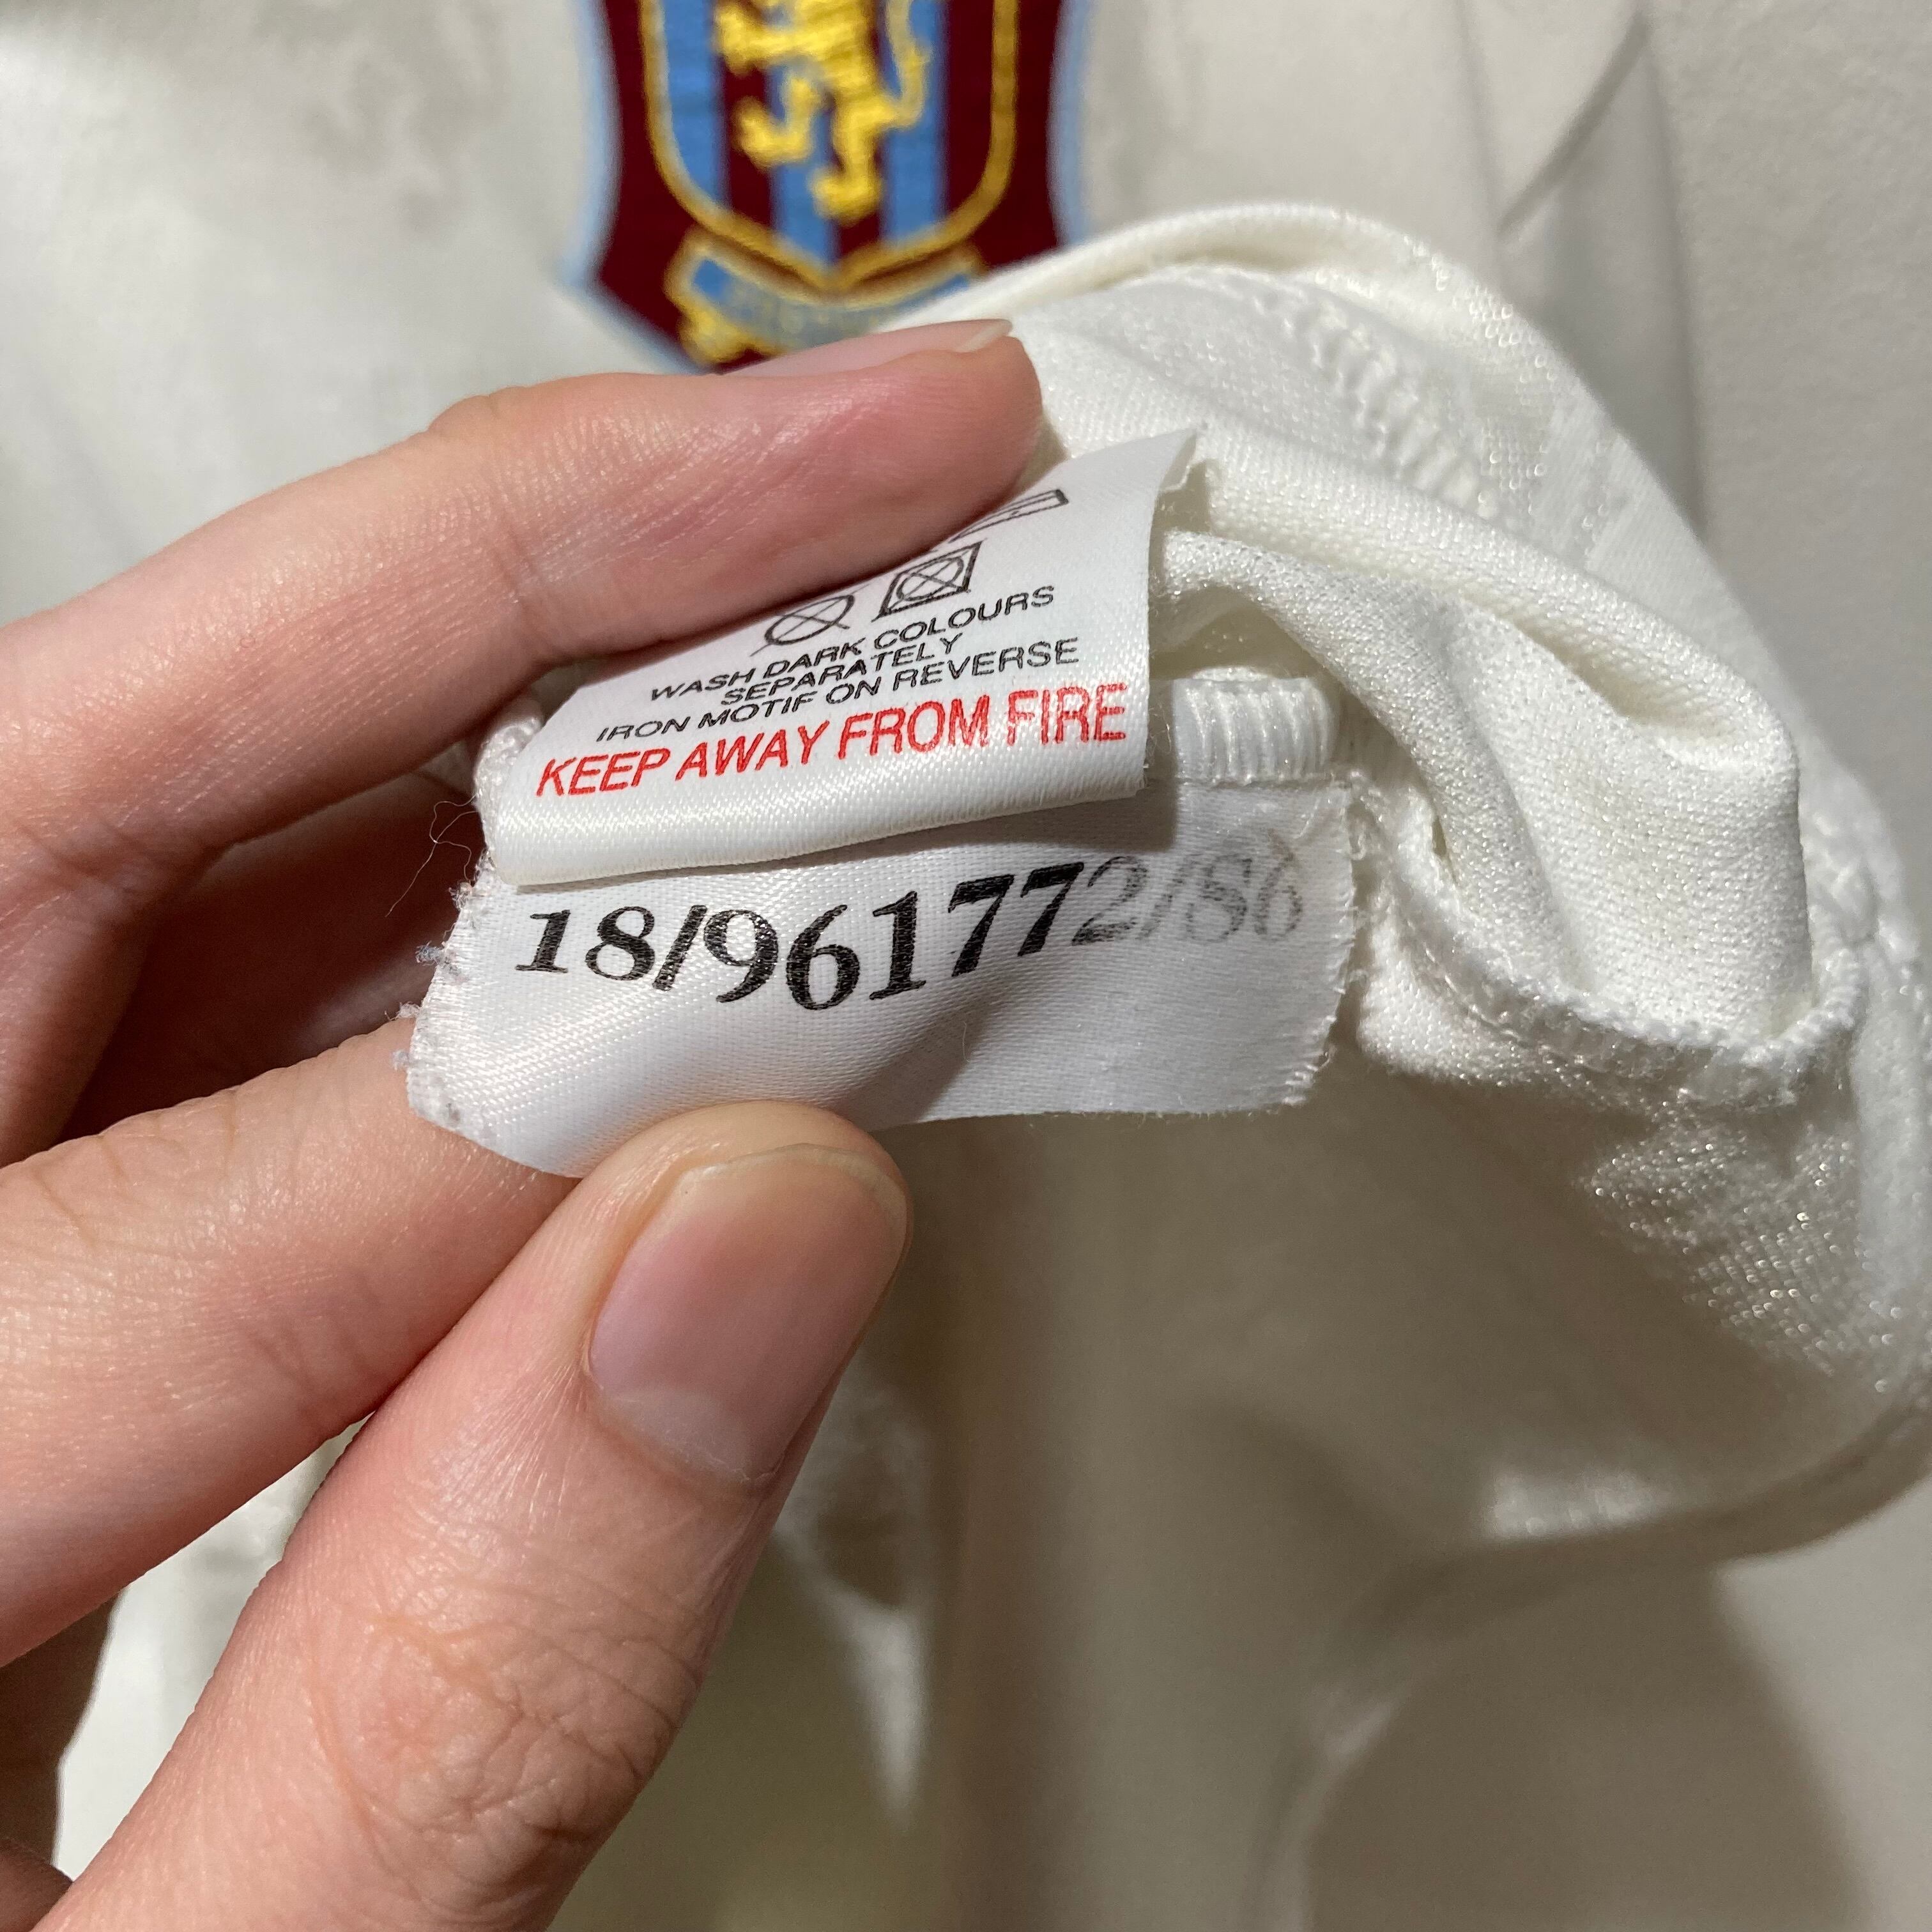 WASH DARK COLOURS
SEPARATELY
IRON MOTIF ON REVERSE
KEEP AWAY FROM FIRE
18/961772/86